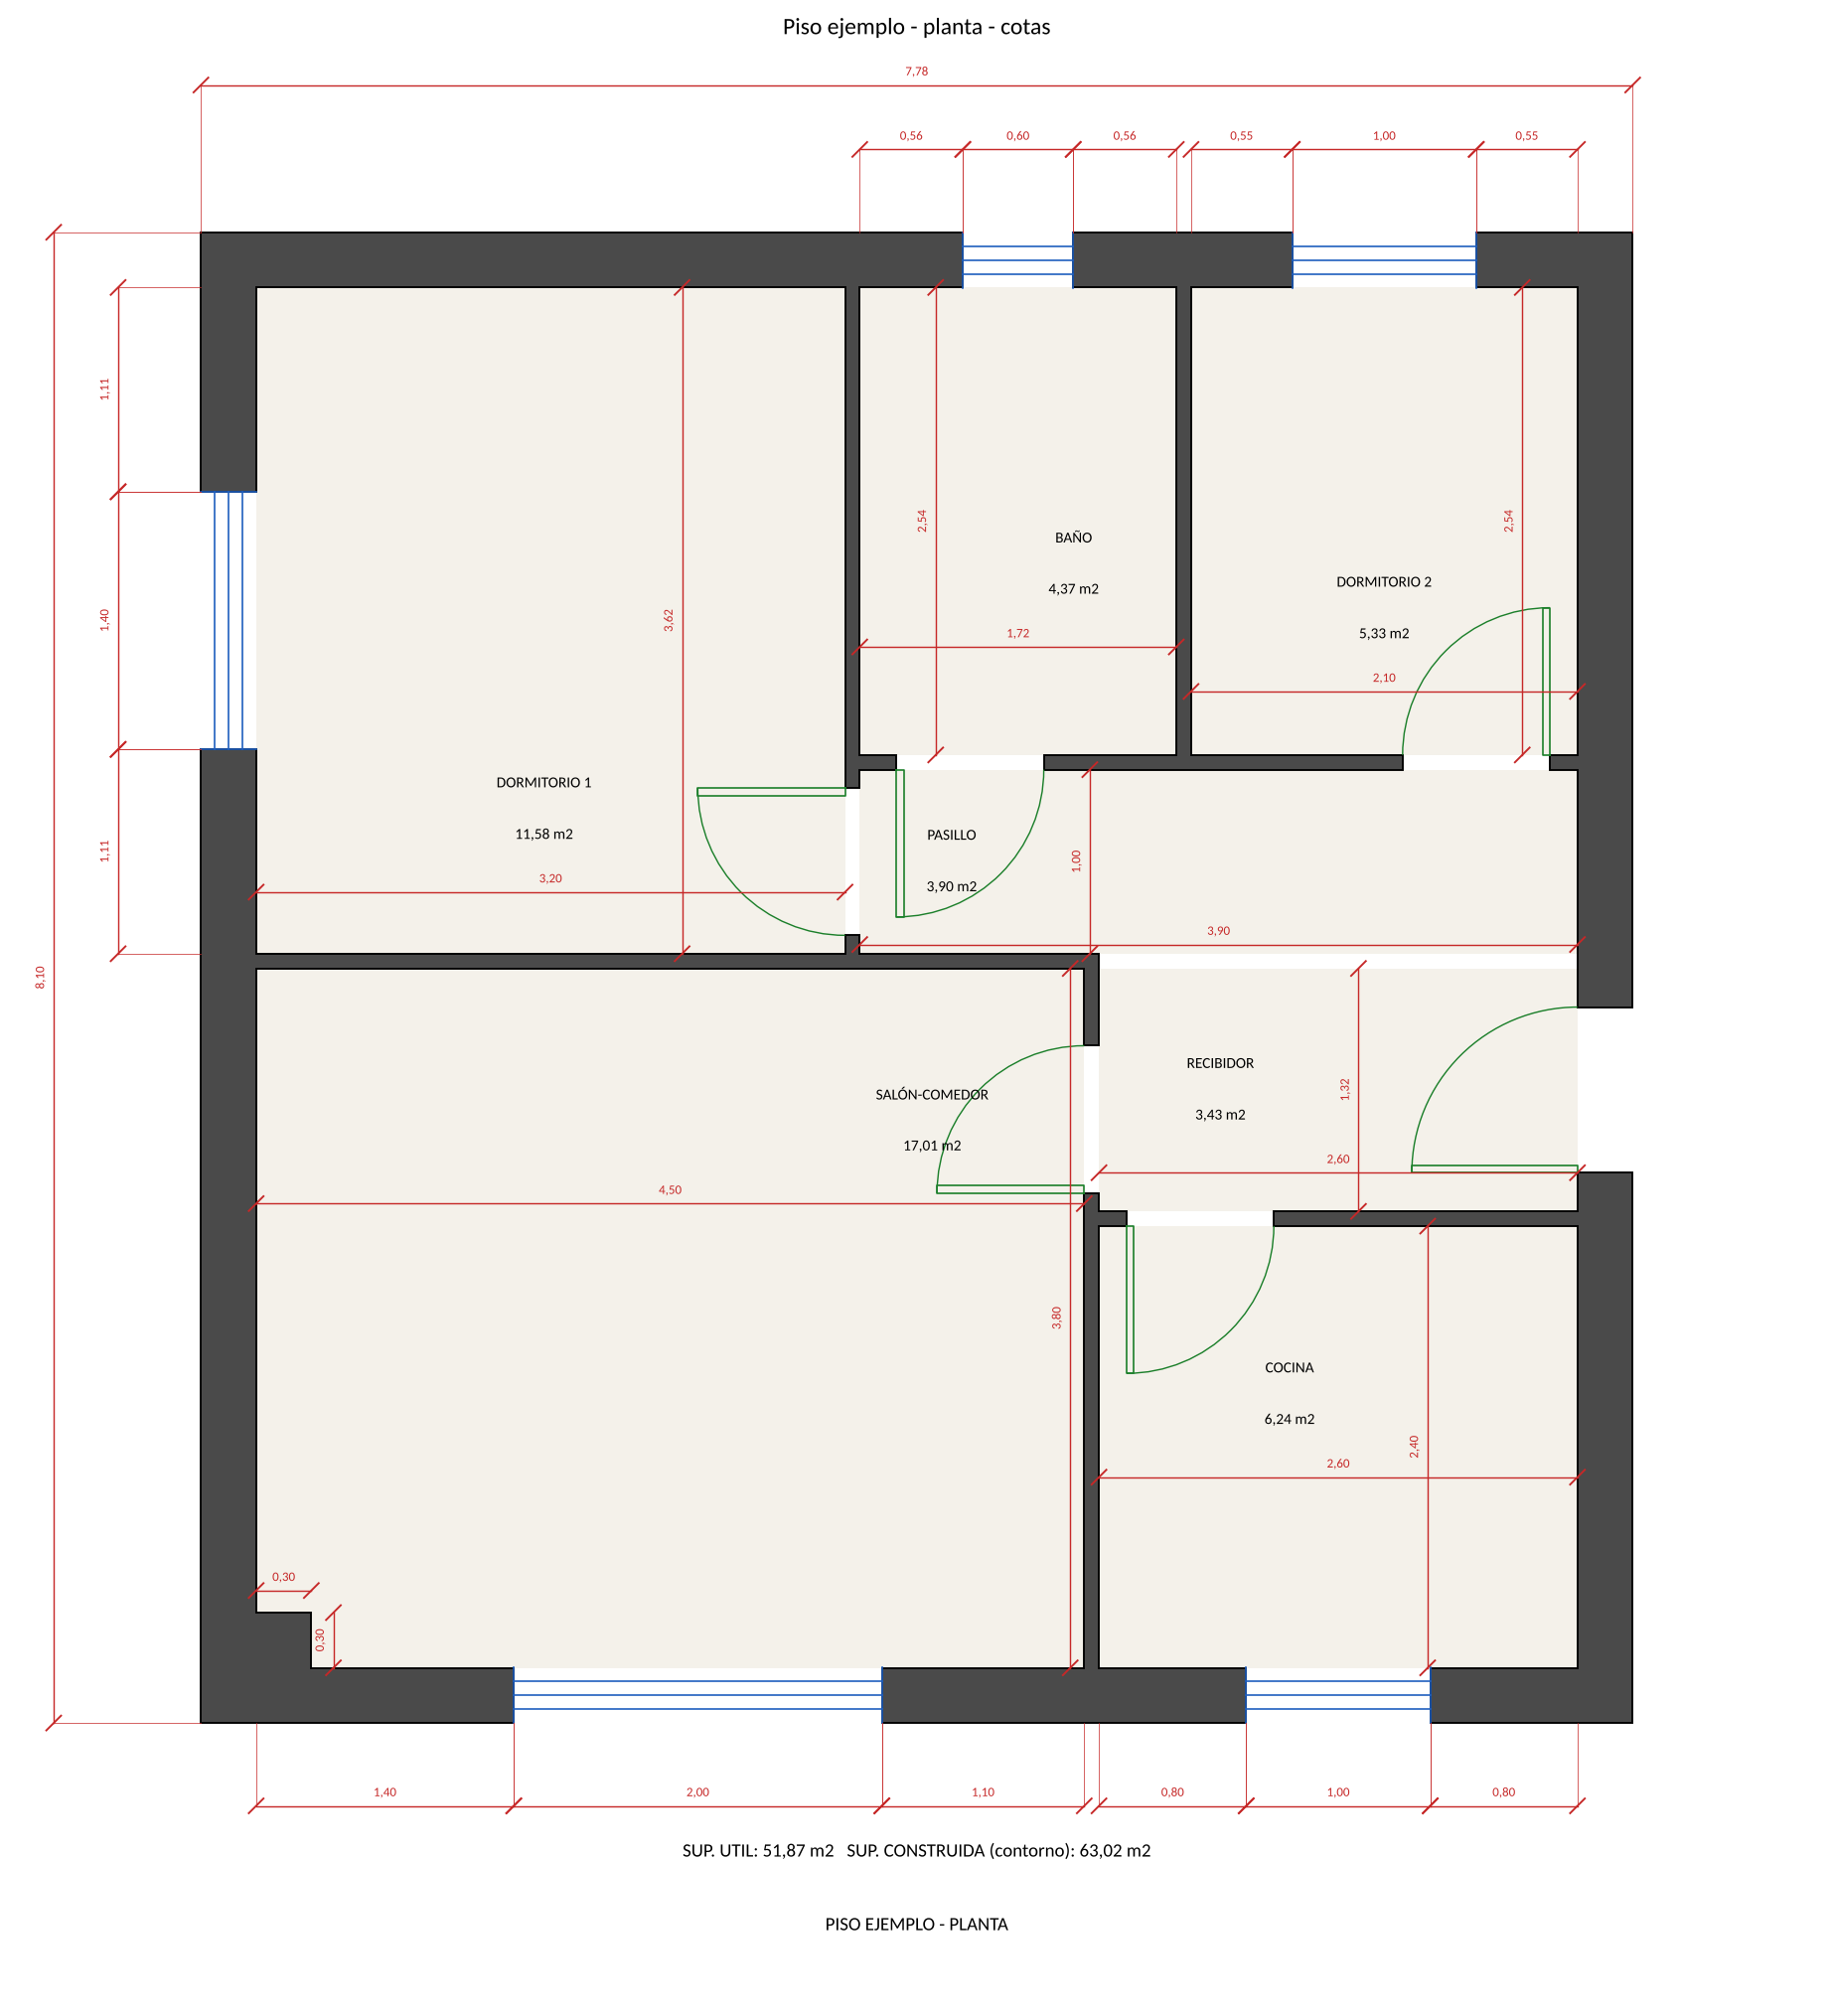 Piso ejemplo - planta - cotas
7,78
0,56 0,60 0,56 0,55 1,00 0,55
1,11
2,54
2,54
BAÑO
4,37 m2
DORMITORIO 2
5,33 m2
1,40
3,62
1,72
2,10
DORMITORIO 1
11,58 m2
PASILLO
3,90 m2
1,11
1,00
3,20
3,90
8,10
RECIBIDOR
3,43 m2
1,32
SALÓN-COMEDOR
17,01 m2
2,60
4,50
3,80
COCINA
6,24 m2
2,40
2,60
0,30
0,30
1,40 2,00 1,10 0,80 1,00 0,80
SUP. UTIL: 51,87 m2 SUP. CONSTRUIDA (contorno): 63,02 m2
PISO EJEMPLO - PLANTA